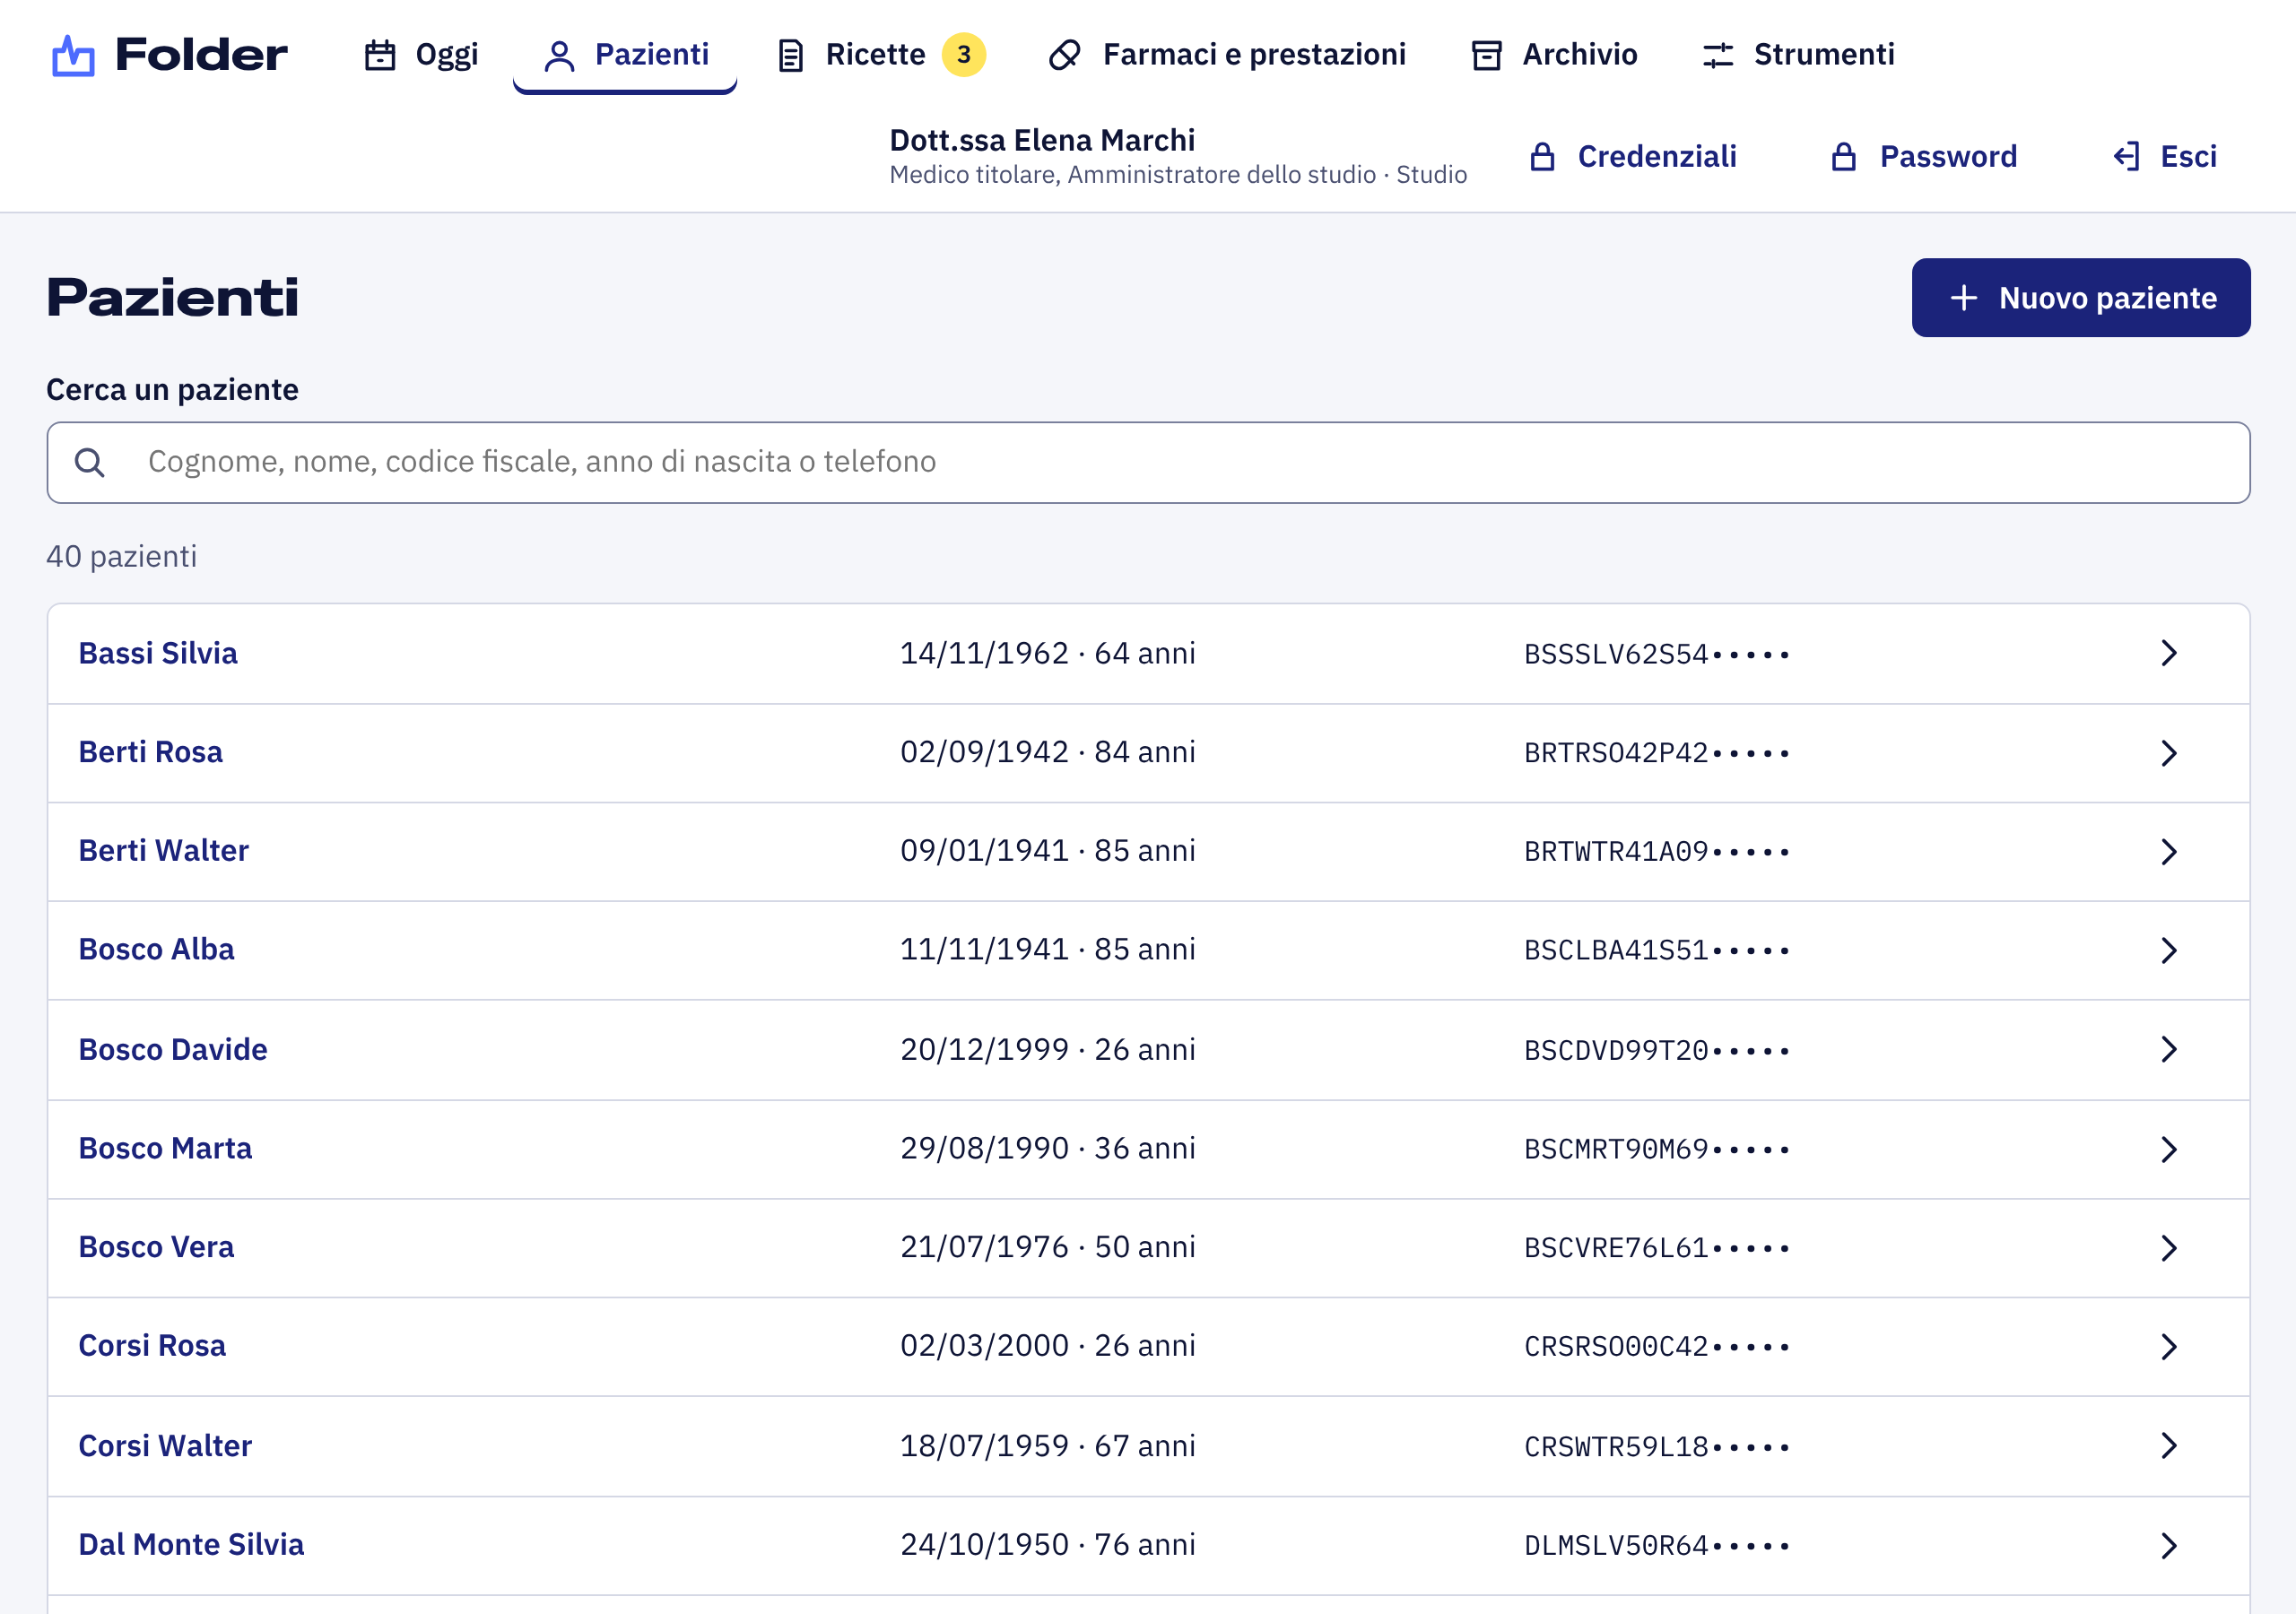 Folder Oggi Pazienti Ricette 3 Farmaci e prestazioni Archivio Strumenti
Dott.ssa Elena Marchi
Medico titolare, Amministratore dello studio · Studio
Credenziali Password Esci
Pazienti
Nuovo paziente
Cerca un paziente
Cognome, nome, codice fiscale, anno di nascita o telefono
40 pazienti
Bassi Silvia 14/11/1962 · 64 anni BSSSLV62S54•••••
Berti Rosa 02/09/1942 · 84 anni BRTRSO42P42•••••
Berti Walter 09/01/1941 · 85 anni BRTWTR41A09•••••
Bosco Alba 11/11/1941 · 85 anni BSCLBA41S51•••••
Bosco Davide 20/12/1999 · 26 anni BSCDVD99T20•••••
Bosco Marta 29/08/1990 · 36 anni BSCMRT90M69•••••
Bosco Vera 21/07/1976 · 50 anni BSCVRE76L61•••••
Corsi Rosa 02/03/2000 · 26 anni CRSRSO00C42•••••
Corsi Walter 18/07/1959 · 67 anni CRSWTR59L18•••••
Dal Monte Silvia 24/10/1950 · 76 anni DLMSLV50R64•••••